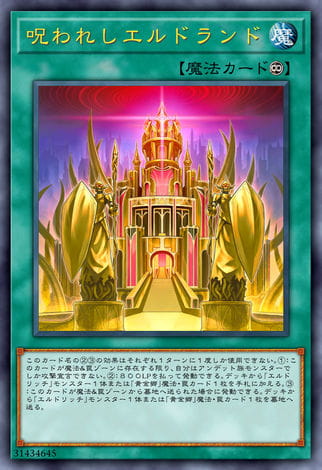 呪われしエルドランド 魔
【魔法カード♾】
このカード名の②③の効果はそれぞれ1ターンに1度しか使用できない。①：こ
のカードが魔法&罠ゾーンに存在する限り、自分はアンデット族モンスターで
しか攻撃宣言できない。②：８００LPを払って発動できる。デッキから「エルド
リッチ」モンスター１体または「黄金郷」魔法・罠カード１枚を手札に加える。③
：このカードが魔法&罠ゾーンから墓地へ送られた場合に発動できる。デッキか
ら「エルドリッチ」モンスター１体または「黄金郷」魔法・罠カード１枚を墓地へ
送る。
31434645